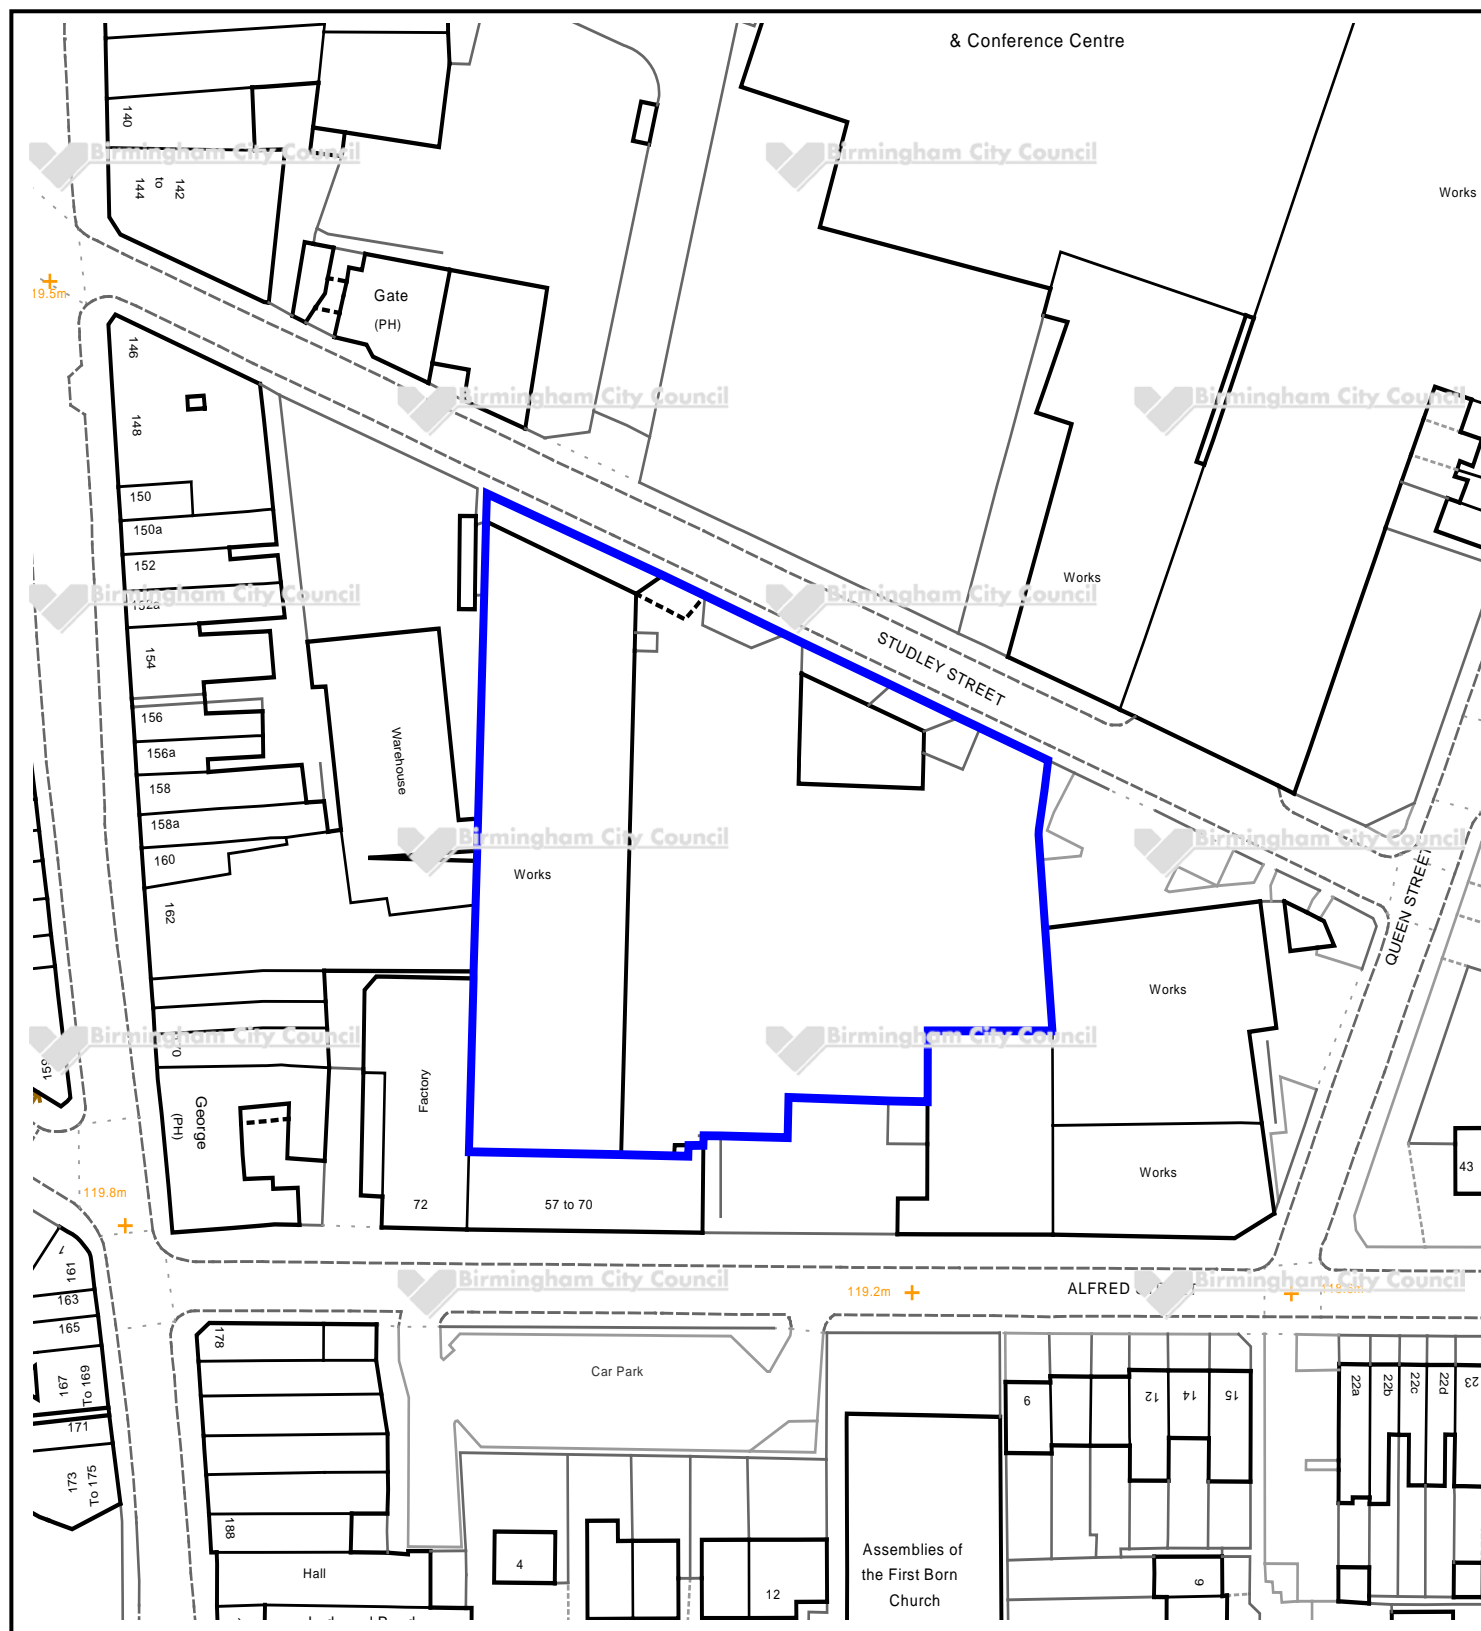 & Conference Centre
140
Birmingham City Council
Birmingham City Council
142
to
144
Works
19.5m
Gate
(PH)
146
148
Birmingham City Council
Birmingham City Council
150
150a
152
Works
Birmingham City Council
Birmingham City Council
152a
154
STUDLEY STREET
156
156a
Warehouse
158
158a
160
Birmingham City Council
Birmingham City Council
Works
162
QUEEN STREET
Works
Birmingham City Council
Birmingham City Council
159
Factory
George
(PH)
Works
43
119.8m
72
57 to 70
161
163
165
Birmingham City Council
Birmingham City Council
119.2m
ALFRED
178
167
To 169
171
173
To 175
Car Park
9
12
14
15
22a
22b
22c
22d
23
188
Hall
4
12
Assemblies of
the First Born
Church
9